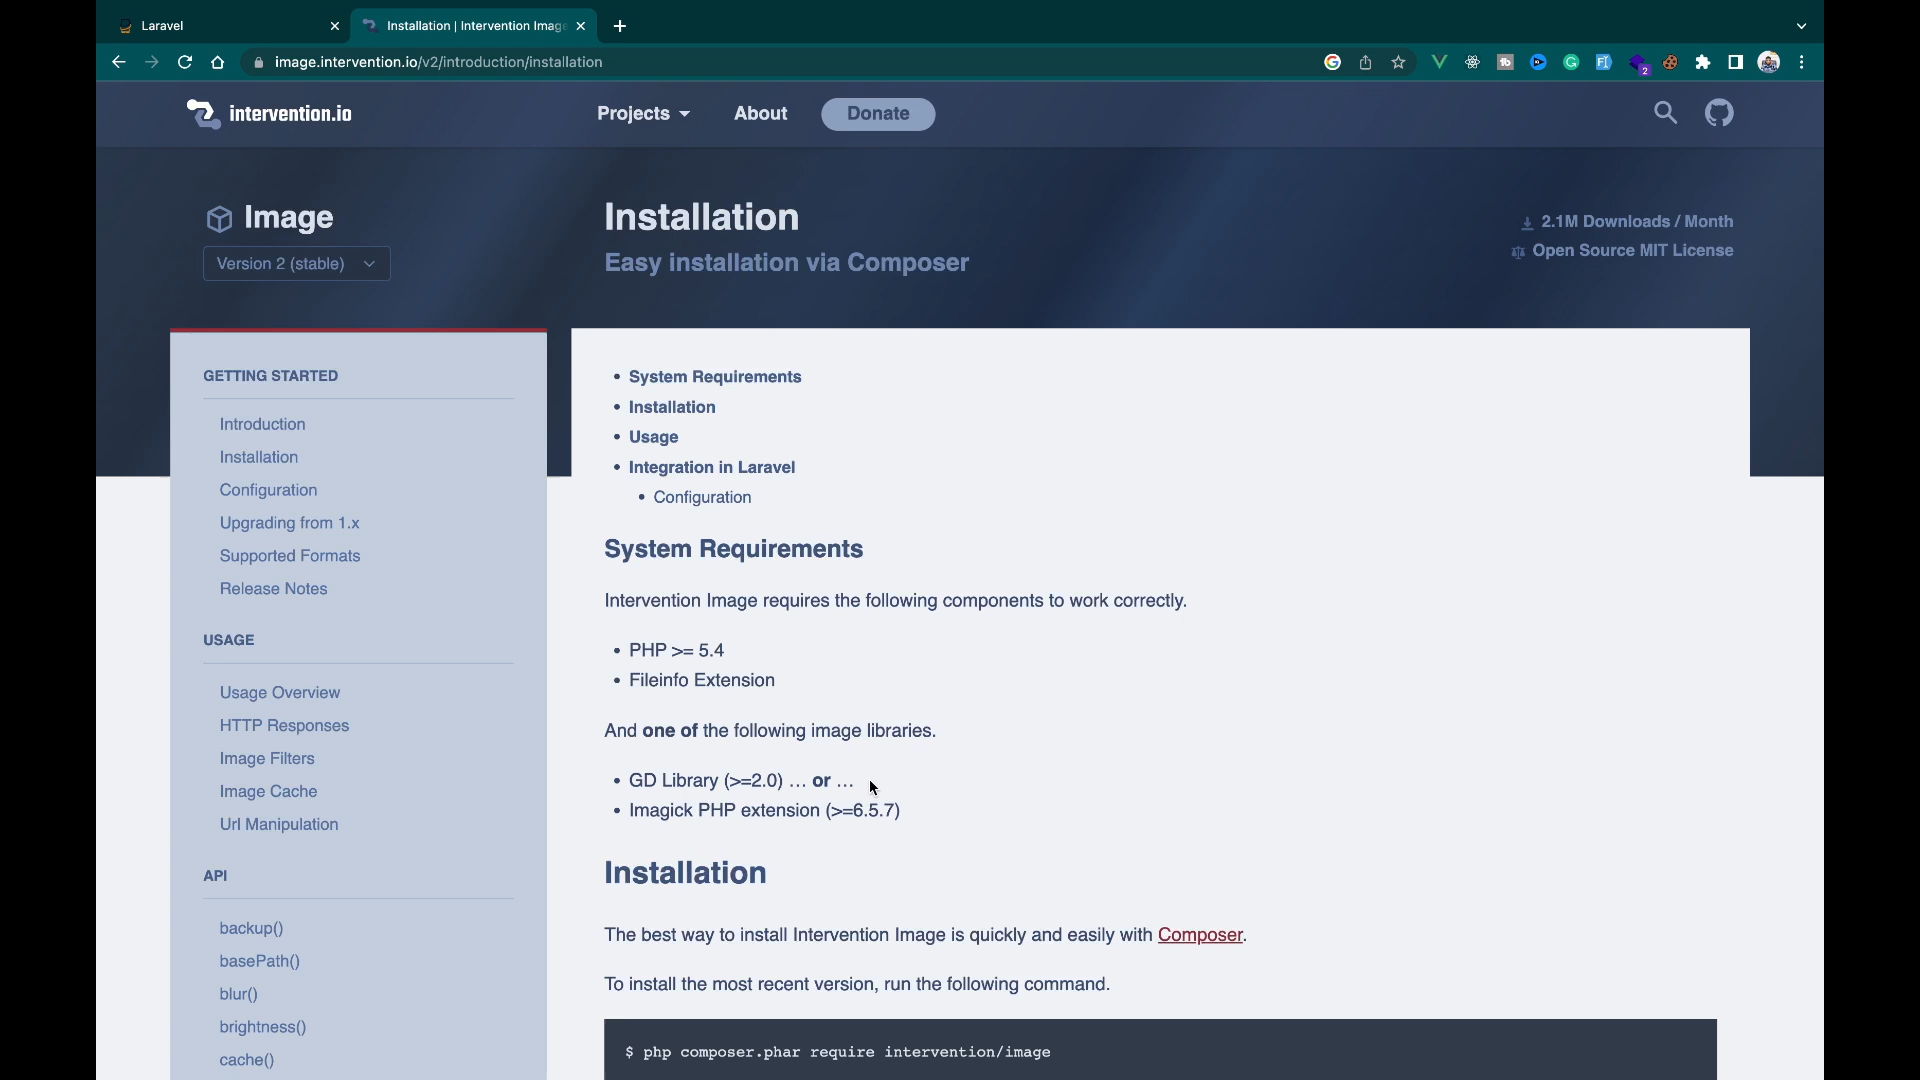 Laravel
Installation | Intervention Image
image.intervention.io/v2/introduction/installation
2
intervention.io
Projects
About
Donate
Image
Version 2 (stable)
Installation
Easy installation via Composer
2.1M Downloads / Month
Open Source MIT License
GETTING STARTED
Introduction
Installation
Configuration
Upgrading from 1.x
Supported Formats
Release Notes
USAGE
Usage Overview
HTTP Responses
Image Filters
Image Cache
Url Manipulation
API
backup()
basePath()
blur()
brightness()
cache()
• System Requirements
• Installation
• Usage
• Integration in Laravel
• Configuration
System Requirements
Intervention Image requires the following components to work correctly.
• PHP >= 5.4
• Fileinfo Extension
And one of the following image libraries.
• GD Library (>=2.0) … or …
• Imagick PHP extension (>=6.5.7)
Installation
The best way to install Intervention Image is quickly and easily with Composer.
To install the most recent version, run the following command.
$ php composer.phar require intervention/image